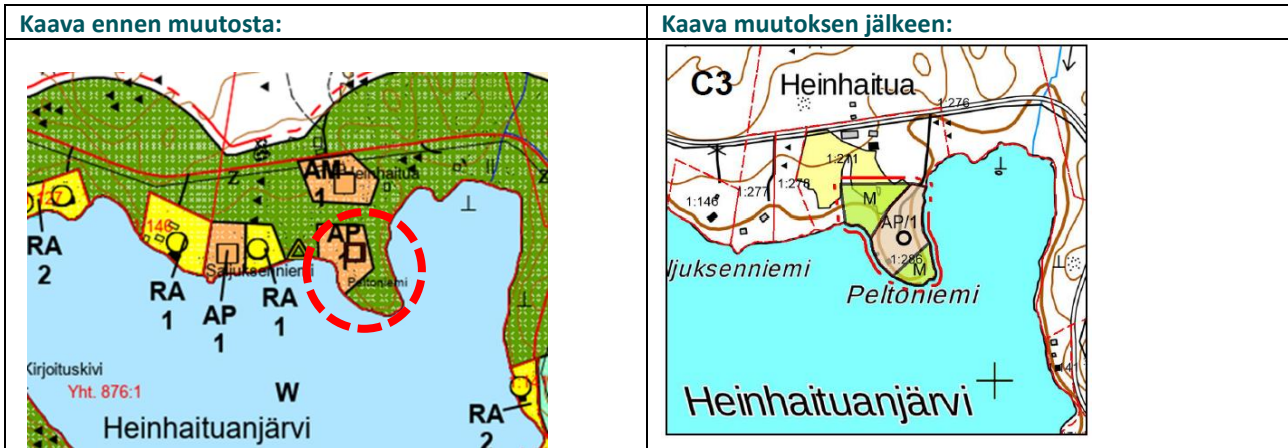 Kaava ennen muutosta:
Kaava muutoksen jälkeen:
AM
1
Z
Z
127
146
RA
2
RA
1
AP
1
RA
1
AP
Peltoniemi
Kirjoituskivi
Yht. 876:1
W
RA
2
Heinhaituanjärvi
C3
Heinhaitua
1:276
1:211
1:278
1:277
1:146
M
AP/1
1:286
M
Peltoniemi
ljuksenniemi
Heinhaituanjärvi